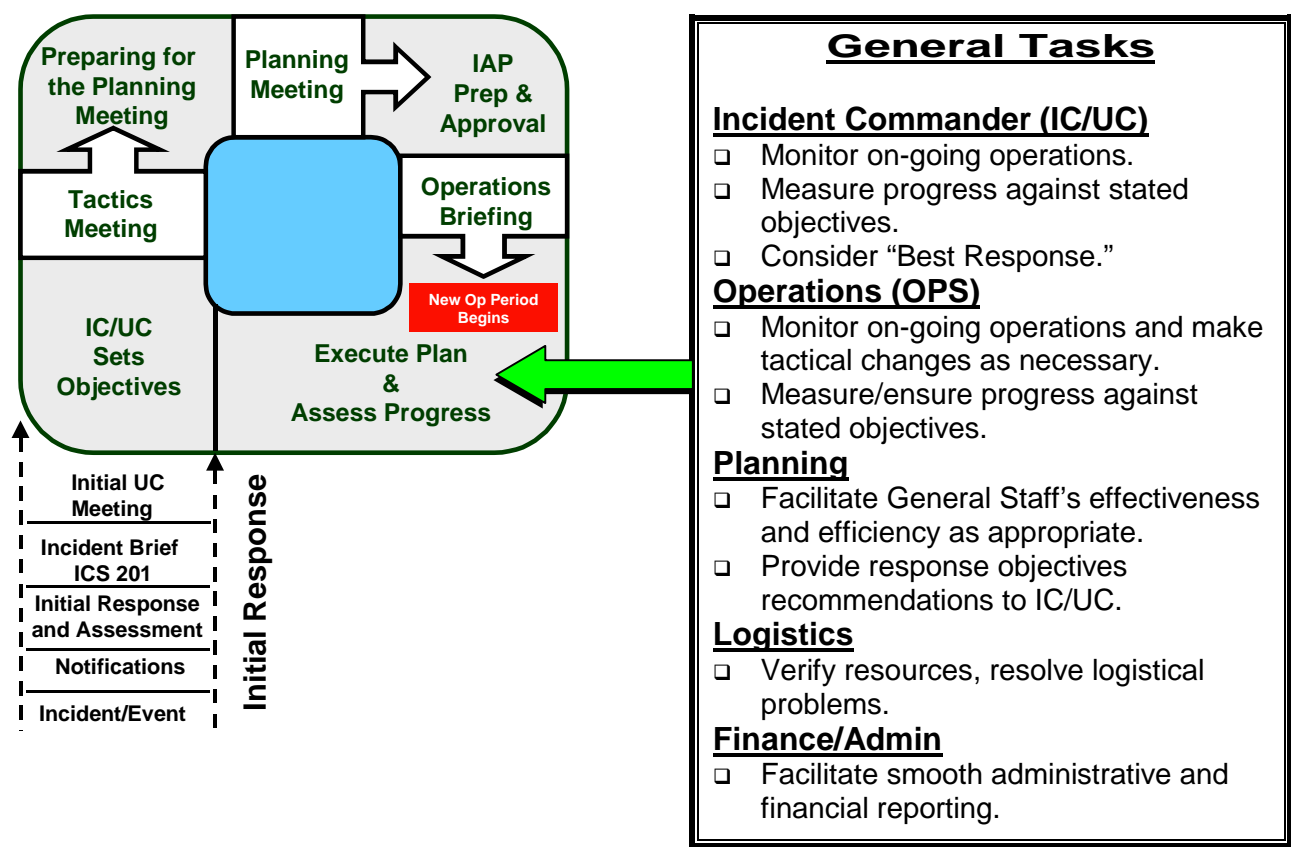 Preparing for
the Planning
Meeting
Planning
Meeting
IAP
Prep &
Approval
Tactics
Meeting
Operations
Briefing
New Op Period
Begins
IC/UC
Sets
Objectives
Execute Plan
&
Assess Progress
Initial UC
Meeting
Incident Brief
ICS 201
Initial Response
and Assessment
Notifications
Incident/Event
Initial Response
General Tasks
Incident Commander (IC/UC)
❑ Monitor on-going operations.
❑ Measure progress against stated
objectives.
❑ Consider “Best Response.”
Operations (OPS)
❑ Monitor on-going operations and make
tactical changes as necessary.
❑ Measure/ensure progress against
stated objectives.
Planning
❑ Facilitate General Staff’s effectiveness
and efficiency as appropriate.
❑ Provide response objectives
recommendations to IC/UC.
Logistics
❑ Verify resources, resolve logistical
problems.
Finance/Admin
❑ Facilitate smooth administrative and
financial reporting.